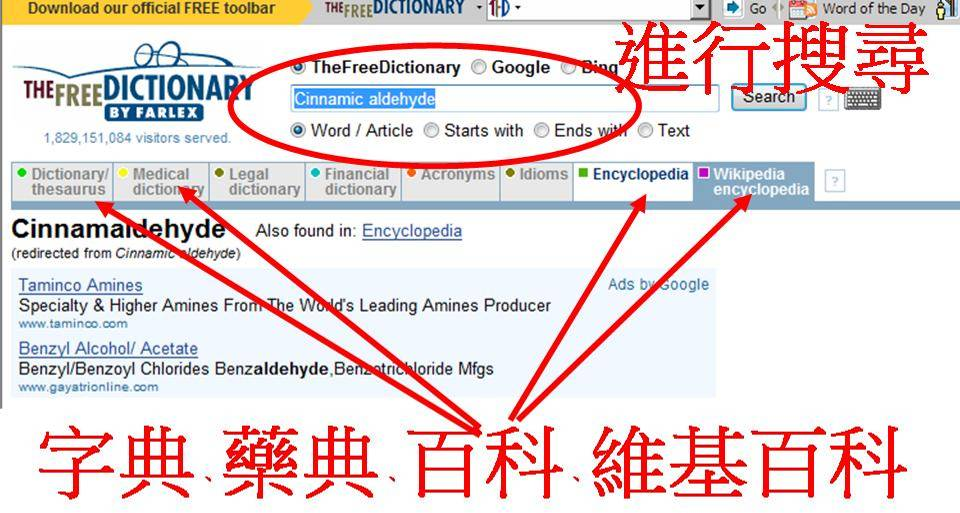 Download our official FREE toolbar THEFREEDICTIONARY Go Word of the Day
進行搜尋
THEFREEDICTIONARY
BY FARLEX
1,829,151,084 visitors served.
TheFreeDictionary Google Bing
Cinnamic aldehyde Search ?
Word / Article Starts with Ends with Text
Dictionary/ thesaurus Medical dictionary Legal dictionary Financial dictionary Acronyms Idioms Encyclopedia Wikipedia encyclopedia ?
Cinnamaldehyde Also found in: Encyclopedia
(redirected from Cinnamic aldehyde)
Taminco Amines Ads by Google
Specialty & Higher Amines From The World's Leading Amines Producer
www.taminco.com
Benzyl Alcohol/ Acetate
Benzyl/Benzoyl Chlorides Benzaldehyde,Benzotrichloride Mfgs
www.gayatrionline.com
字典、藥典、百科、維基百科